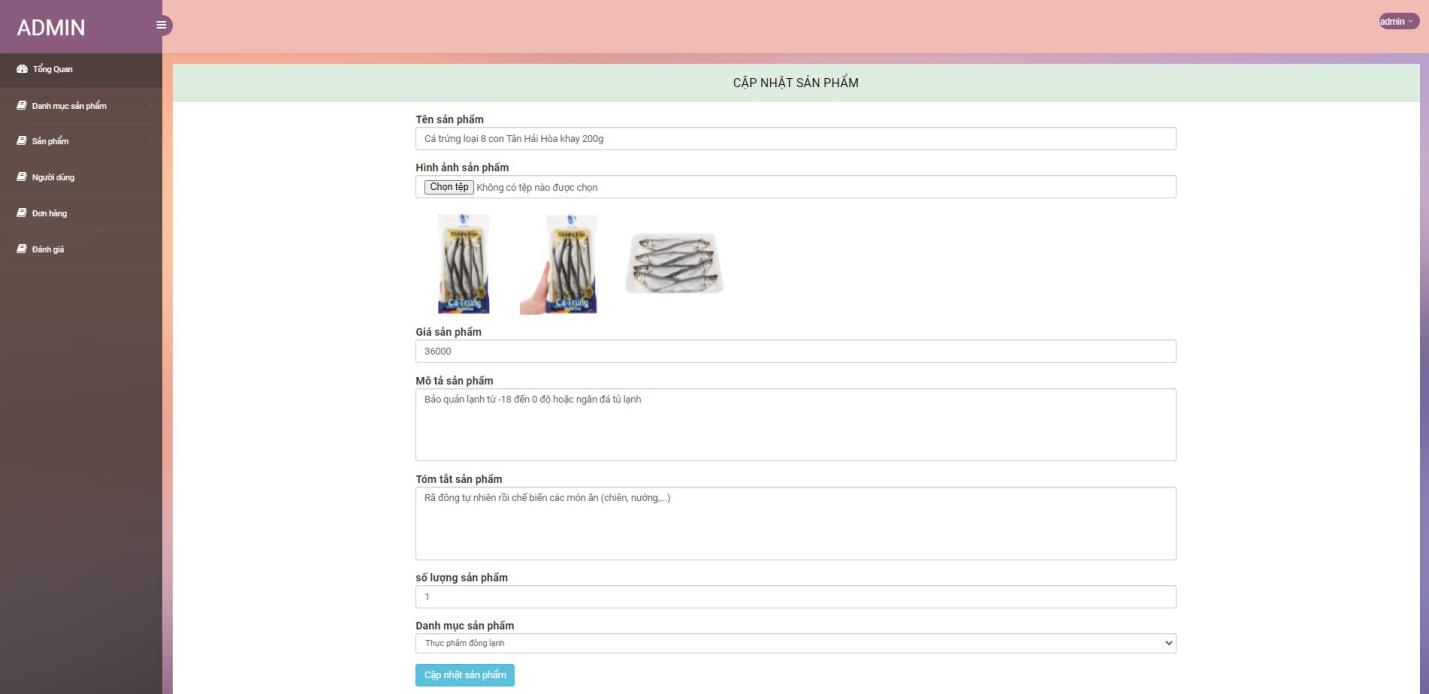 ADMIN
admin
Tổng Quan
Danh mục sản phẩm
Sản phẩm
Người dùng
Đơn hàng
Đánh giá
CẬP NHẬT SẢN PHẨM
Tên sản phẩm
Cá trứng loại 8 con Tân Hải Hòa khay 200g
Hình ảnh sản phẩm
Chọn tệp Không có tệp nào được chọn
Cá Trứng
Cá Trứng
Giá sản phẩm
36000
Mô tả sản phẩm
Bảo quản lạnh từ -18 đến 0 độ hoặc ngăn đá tủ lạnh
Tóm tắt sản phẩm
Rã đông tự nhiên rồi chế biến các món ăn (chiên, nướng,...)
số lượng sản phẩm
1
Danh mục sản phẩm
Thực phẩm đông lạnh
Cập nhật sản phẩm